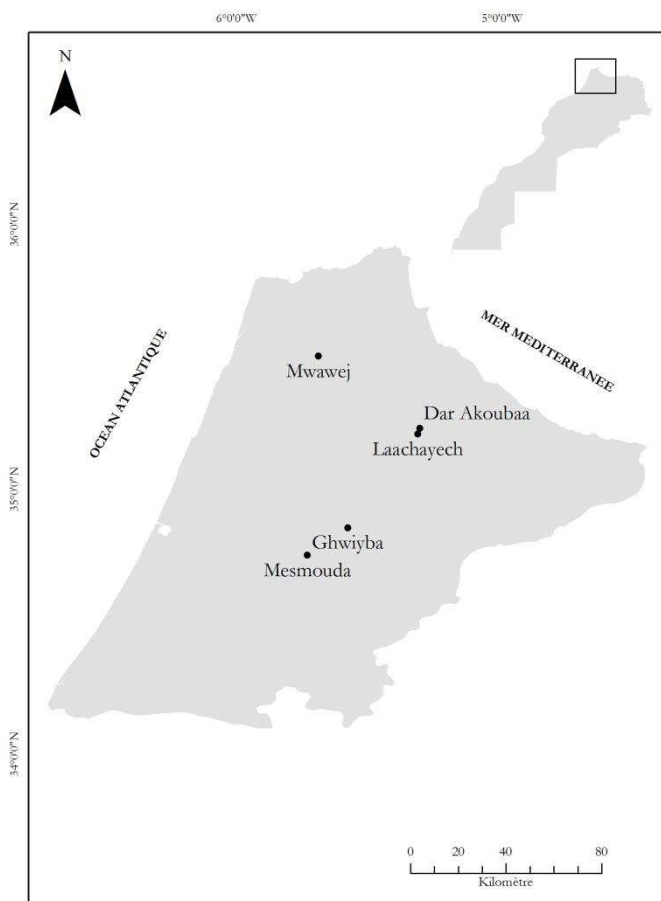 6°0'0"W
5°0'0"W
N
36°0'0"N
OCEAN ATLANTIQUE
MER MEDITERRANEE
Mwawej
Dar Akoubaa
Laachayech
35°0'0"N
Ghwiyba
Mesmouda
34°0'0"N
0 20 40 60 80
Kilomètre